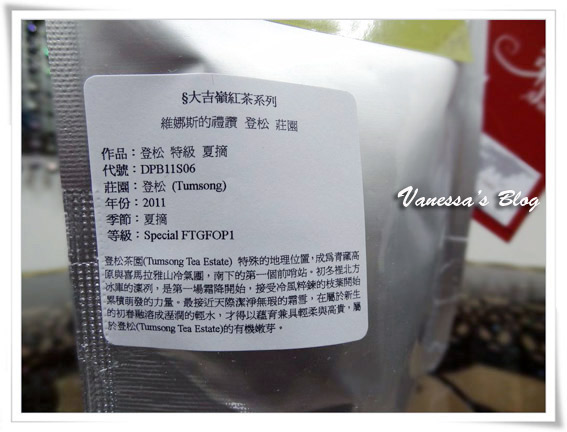 §大吉嶺紅茶系列
維娜斯的禮讚 登松 莊園
作品：登松 特級 夏摘
代號：DPB11S06
莊園：登松 (Tumsong)
年份：2011
季節：夏摘
等級：Special FTGFOP1
登松茶園(Tumsong Tea Estate) 特殊的地理位置，成為青藏高
原與喜馬拉雅山冷氣團，南下的第一個前哨站。初冬裡北方
冰庫的凜冽，是第一場霜降開始，接受冷風粹鍊的枝葉開始
累積萌發的力量。最接近天際潔淨無瑕的霜雪，在屬於新生
的初春融溶成溼潤的輕水，才得以蘊育兼具輕柔與高貴，屬
於登松(Tumsong Tea Estate)的有機嫩芽。
Vanessa's Blog